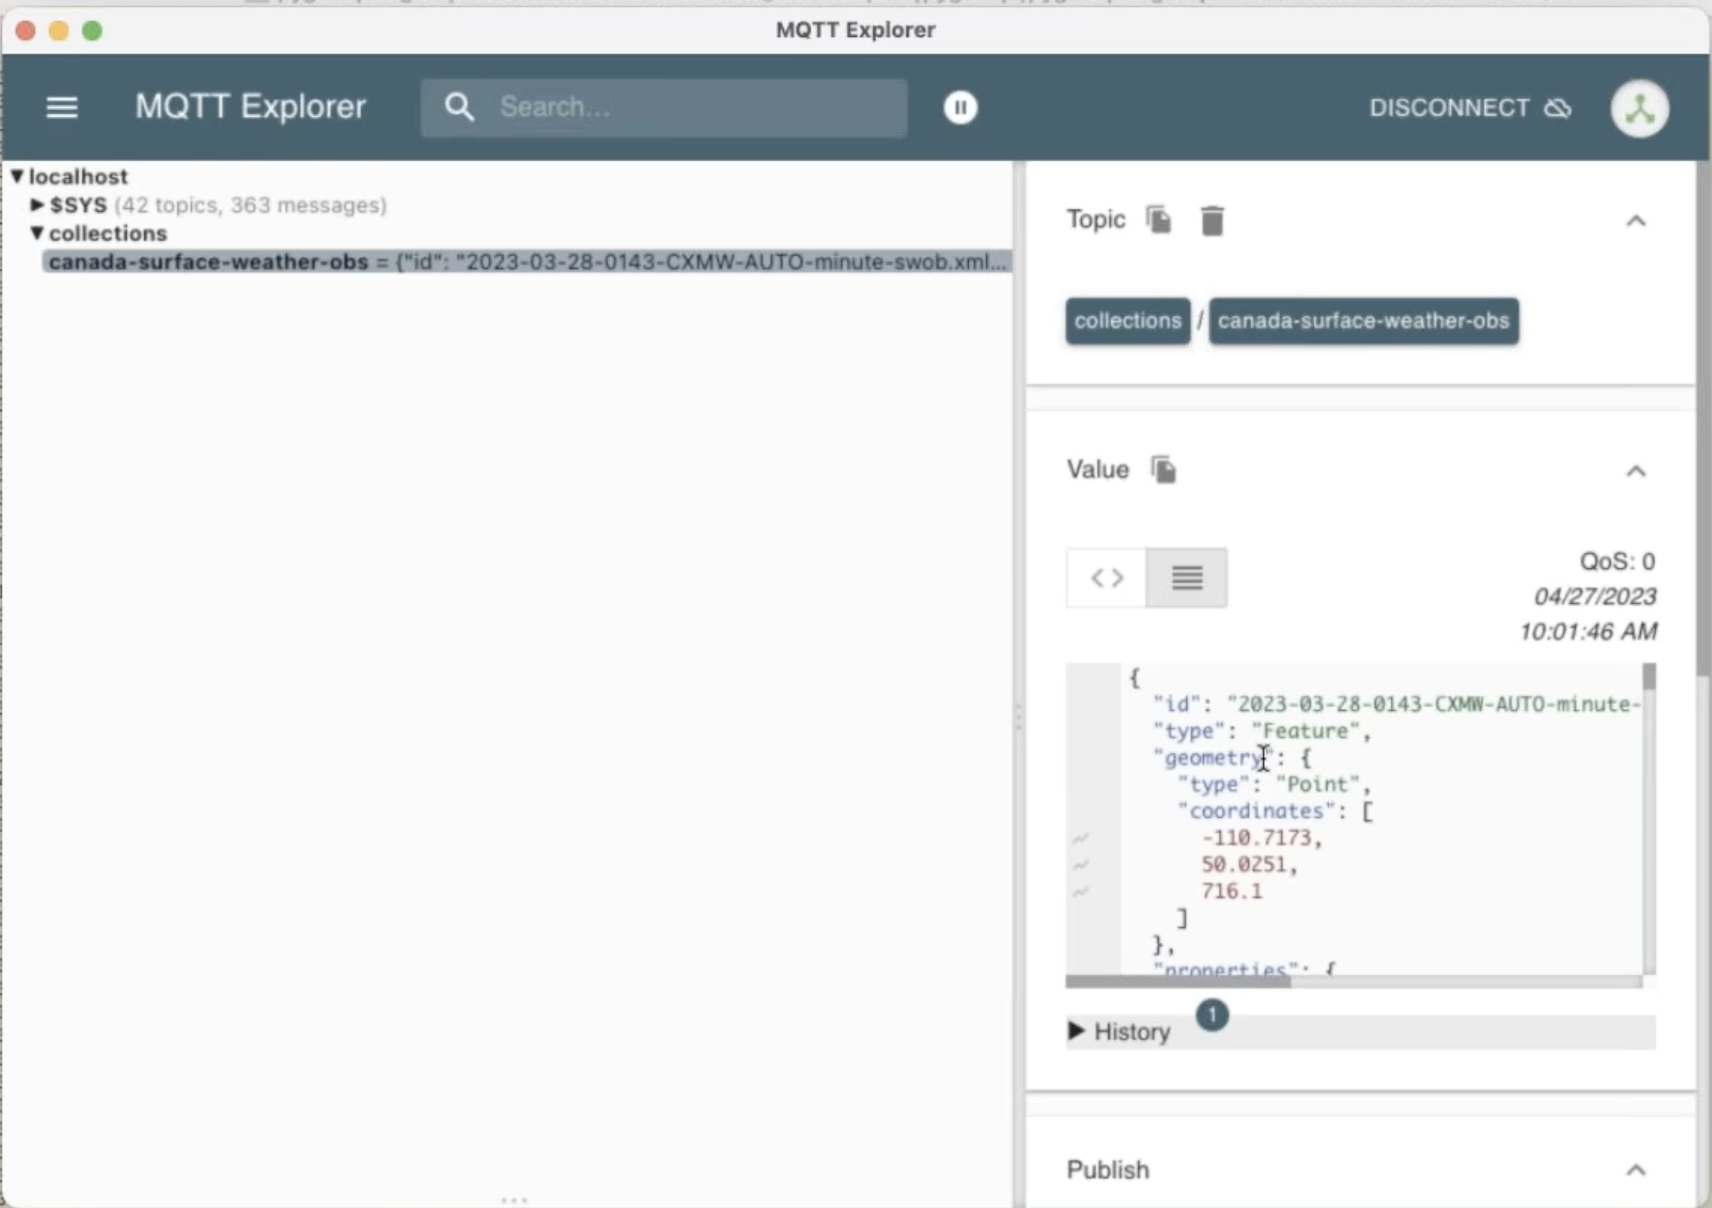 MQTT Explorer
MQTT Explorer
Search...
DISCONNECT
▼ localhost
▶ $SYS (42 topics, 363 messages)
▼ collections
canada-surface-weather-obs = {"id": "2023-03-28-0143-CXMW-AUTO-minute-swob.xml...
Topic
collections / canada-surface-weather-obs
Value
QoS: 0
04/27/2023
10:01:46 AM
{
"id": "2023-03-28-0143-CXMW-AUTO-minute-
"type": "Feature",
"geometry": {
"type": "Point",
"coordinates": [
-110.7173,
50.0251,
716.1
]
},
"properties": {
▶ History 1
Publish